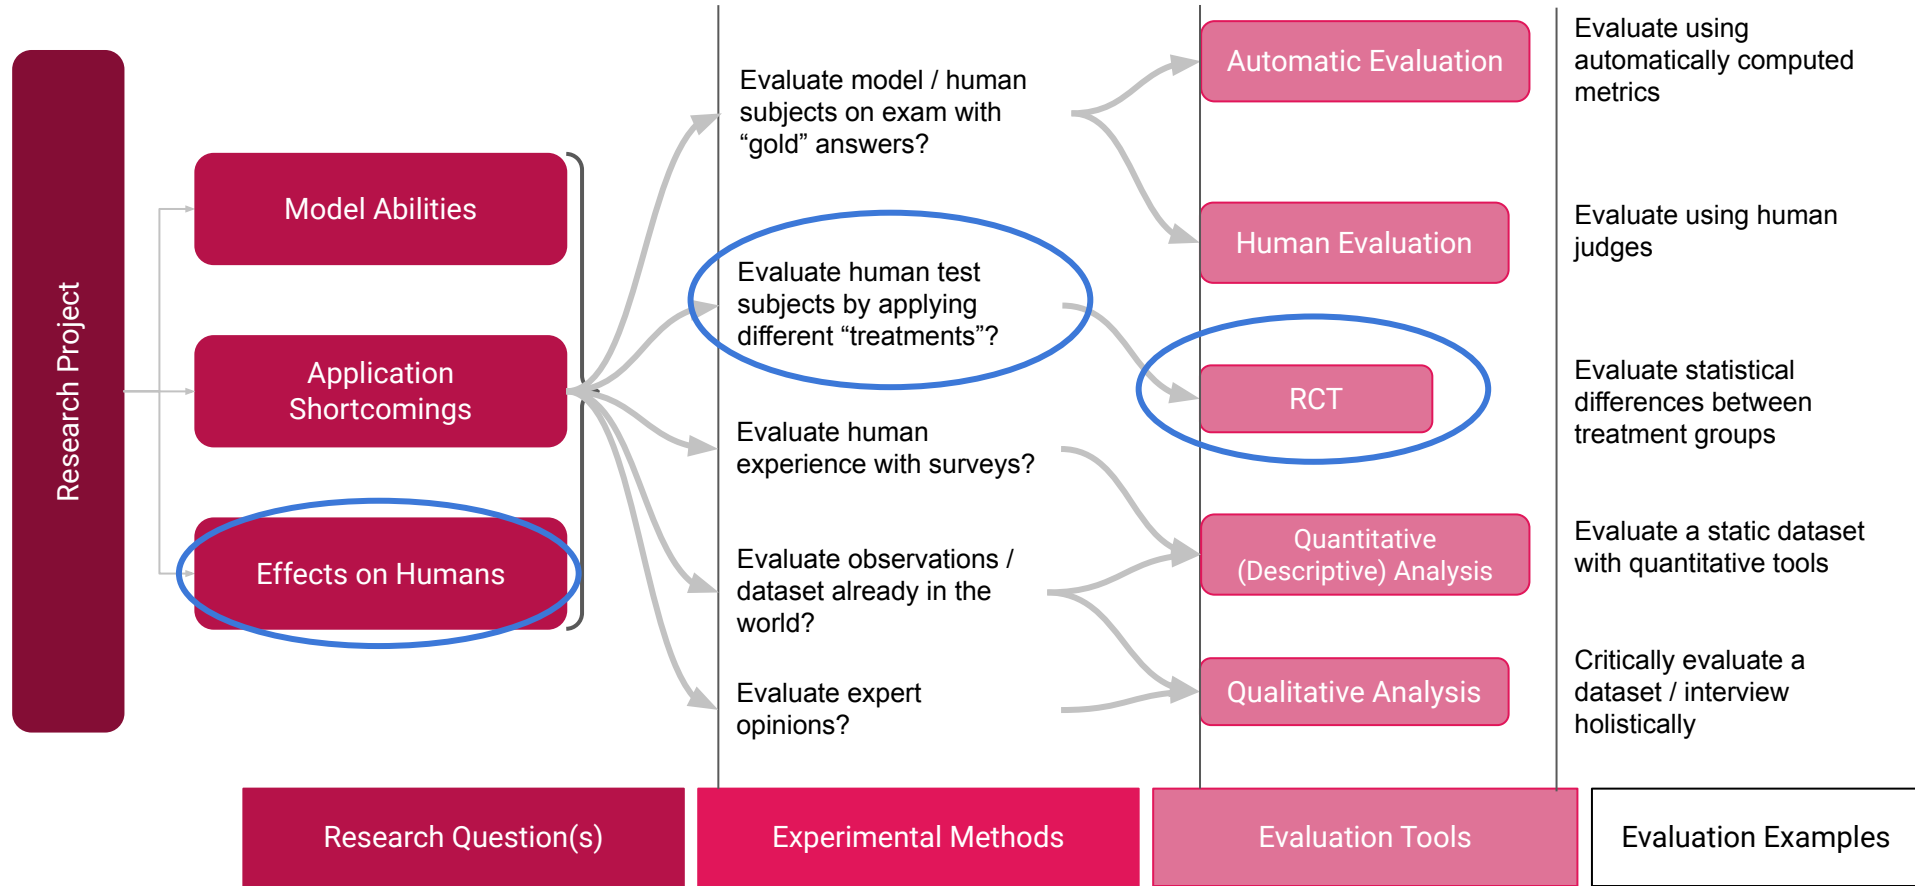 Research Project
Model Abilities
Application
Shortcomings
Effects on Humans
Evaluate model / human
subjects on exam with
“gold” answers?
Evaluate human test
subjects by applying
different “treatments”?
Evaluate human
experience with surveys?
Evaluate observations /
dataset already in the
world?
Evaluate expert
opinions?
Automatic Evaluation
Human Evaluation
RCT
Quantitative
(Descriptive) Analysis
Qualitative Analysis
Evaluate using
automatically computed
metrics
Evaluate using human
judges
Evaluate statistical
differences between
treatment groups
Evaluate a static dataset
with quantitative tools
Critically evaluate a
dataset / interview
holistically
Research Question(s)
Experimental Methods
Evaluation Tools
Evaluation Examples